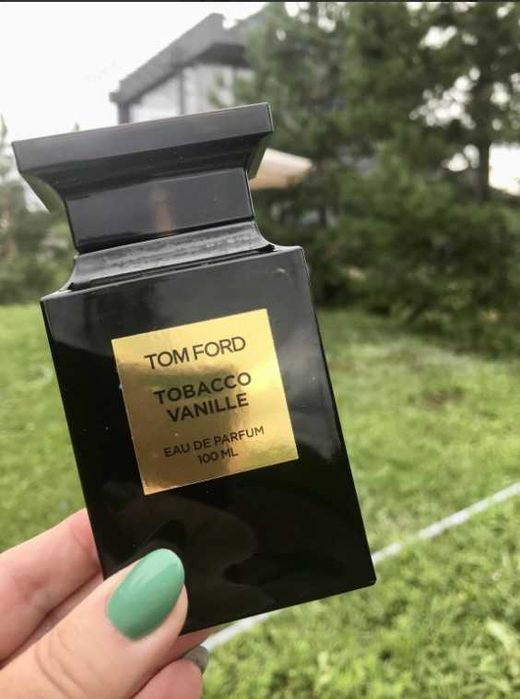 TOM FORD
TOBACCO
VANILLE
EAU DE PARFUM
100 ML